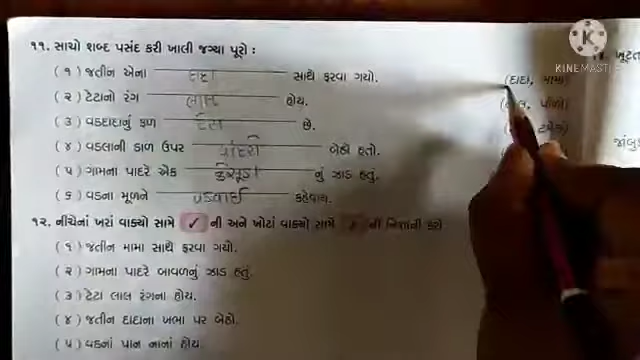 ૧૧. સાચો શબ્દ પસંદ કરી ખાલી જગ્યા પૂરો :
(૧) જતીન એના દાદા સાથે ફરવા ગયો. (દાદા, મામા)
(૨) ટેટાનો રંગ લાલ હોય. પીળો)
(૩) વડદાદાનું ફળ ટેટા છે.
(૪) વડલાની ડાળ ઉપર બેઠો હતો.
(૫) ગામના પાદરે એક નું ઝાડ હતું.
(૬) વડના મૂળને વડવાઈ કહેવાય.
૧૨. નીચેનાં ખરાં વાક્યો સામે ✓ ની અને ખોટાં વાક્યો સામે ✗ ની નિશાની કરો.
(૧) જતીન મામા સાથે ફરવા ગયો.
(૨) ગામના પાદરે બાવળનું ઝાડ હતું.
(૩) ટેટા લાલ રંગના હોય.
(૪) જતીન દાદાના ખભા પર બેઠો.
(૫) વડનાં પાન નાનાં હોય.
KINEMASTER